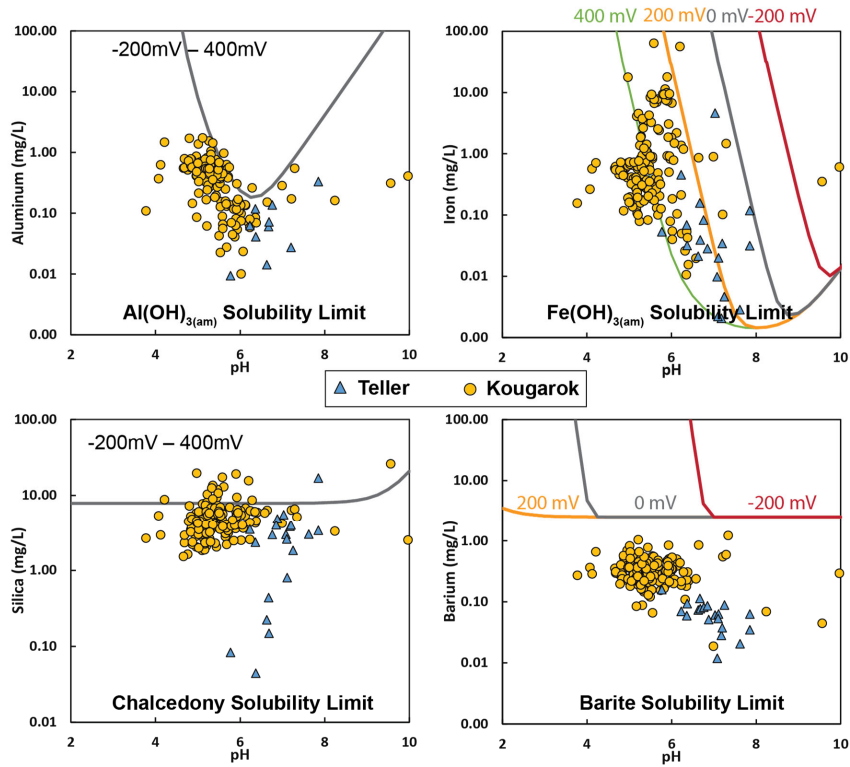 400 mV 200 mV 0 mV -200 mV
100.00
10.00
1.00
0.10
0.01
0.00
Aluminum (mg/L)
-200mV – 400mV
Al(OH)3(am) Solubility Limit
2 4 6 8 10
pH
100.00
10.00
1.00
0.10
0.01
0.00
Iron (mg/L)
Fe(OH)3(am) Solubility Limit
2 4 6 8 10
pH
Teller Kougarok
100.00
10.00
1.00
0.10
0.01
Silica (mg/L)
-200mV – 400mV
Chalcedony Solubility Limit
2 4 6 8 10
pH
100.00
10.00
1.00
0.10
0.01
0.00
Barium (mg/L)
200 mV 0 mV -200 mV
Barite Solubility Limit
2 4 6 8 10
pH